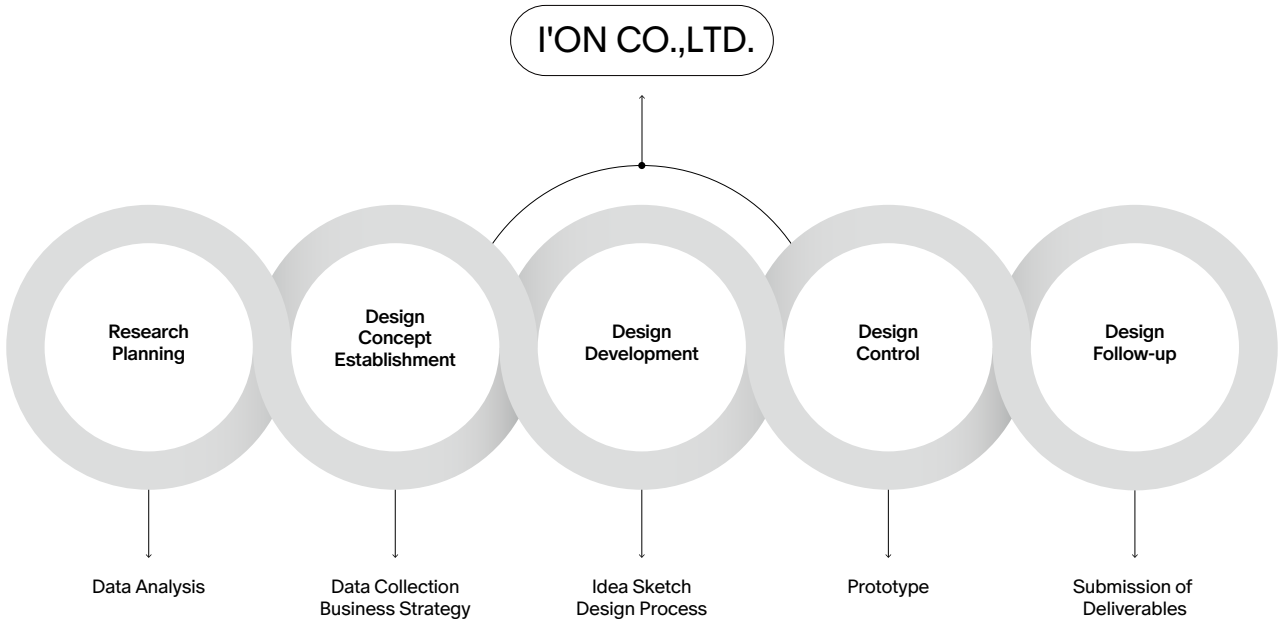 I'ON CO.,LTD.
Research
Planning
Design
Concept
Establishment
Design
Development
Design
Control
Design
Follow-up
Data Analysis
Data Collection
Business Strategy
Idea Sketch
Design Process
Prototype
Submission of
Deliverables